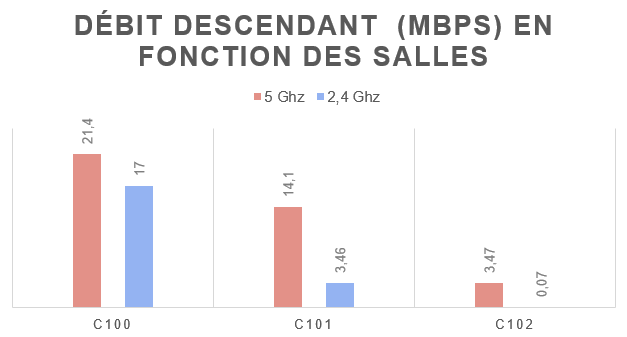 DÉBIT DESCENDANT (MBPS) EN
FONCTION DES SALLES
5 Ghz 2,4 Ghz
21,4
17
14,1
3,46
3,47
0,07
C100 C101 C102